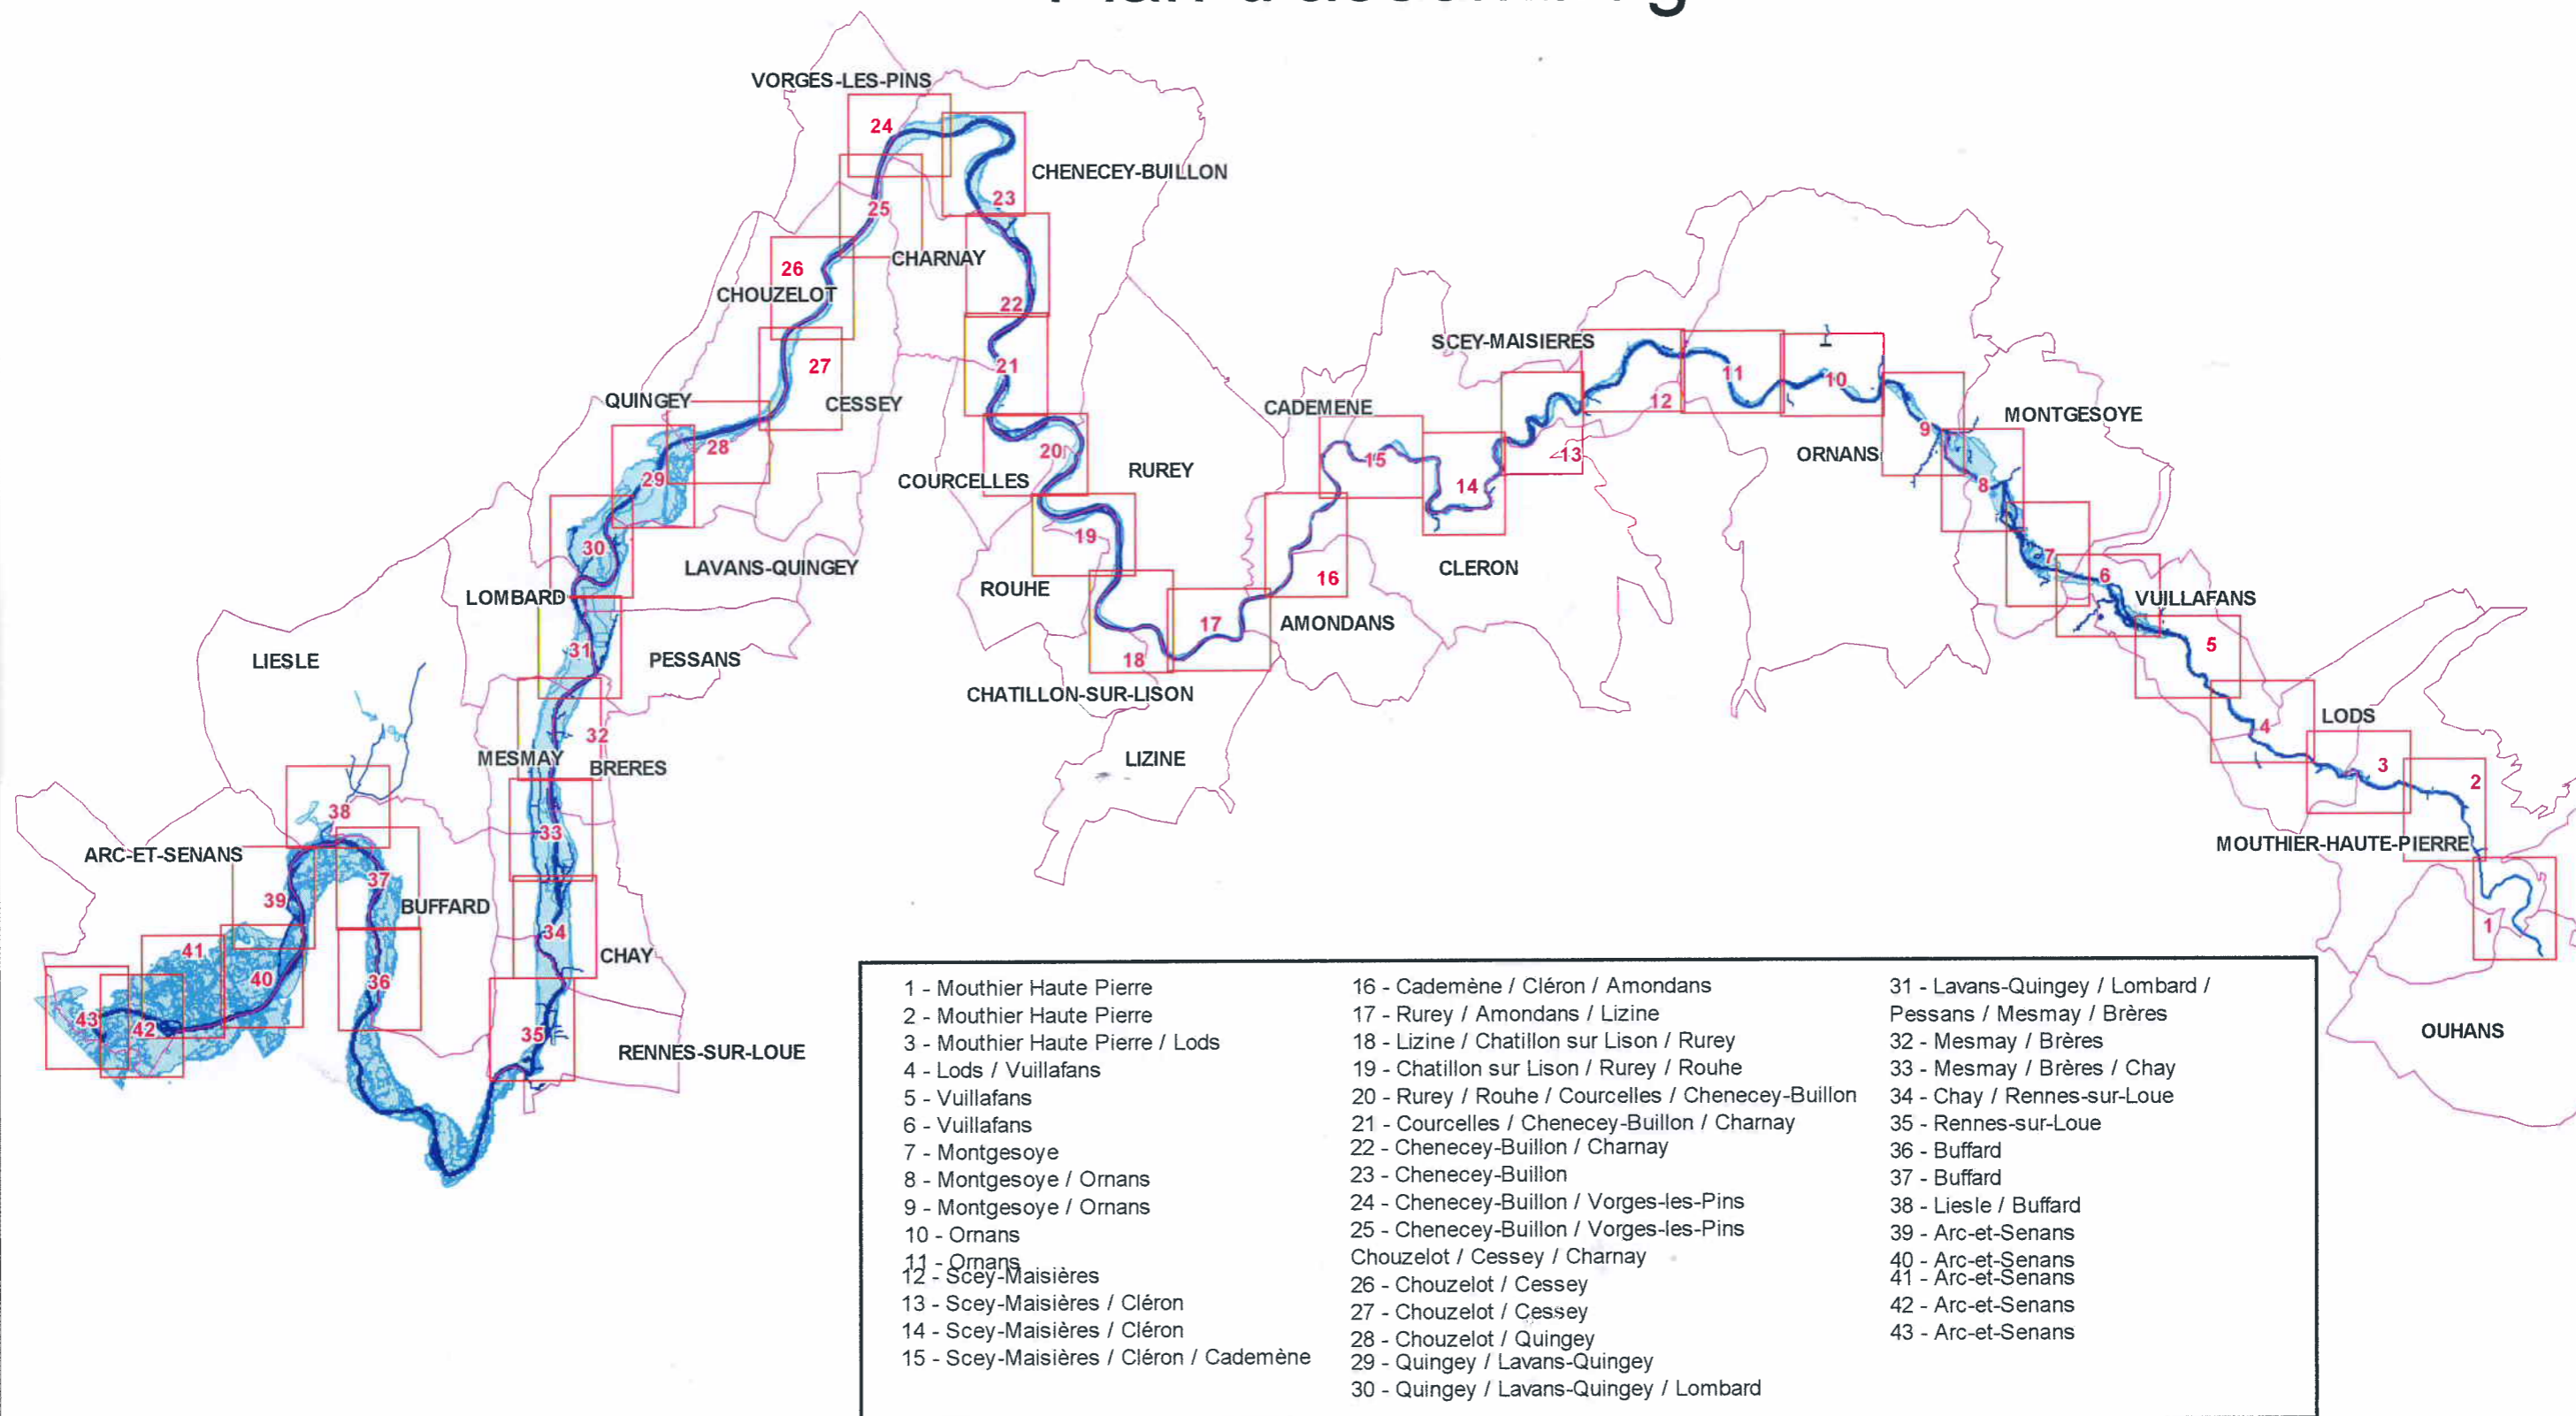 VORGES-LES-PINS
24
CHENECEY-BUILLON
23
25
CHARNAY
26
CHOUZELOT
22
27
21
QUINGEY
CESSEY
28
29
20
COURCELLES
RUREY
19
30
LAVANS-QUINGEY
ROUHE
LOMBARD
31
PESSANS
18
17
AMONDANS
16
CHATILLON-SUR-LISON
LIZINE
LIESLE
32
MESMAY
BRERES
38
33
ARC-ET-SENANS
37
39
BUFFARD
34
CHAY
41
40
36
43
42
35
RENNES-SUR-LOUE
SCEY-MAISIERES
CADEMENE
15
14
13
12
11
10
CLERON
ORNANS
9
MONTGESOYE
8
7
6
VUILLAFANS
5
4
LODS
3
2
MOUTHIER-HAUTE-PIERRE
1
OUHANS
1 - Mouthier Haute Pierre
2 - Mouthier Haute Pierre
3 - Mouthier Haute Pierre / Lods
4 - Lods / Vuillafans
5 - Vuillafans
6 - Vuillafans
7 - Montgesoye
8 - Montgesoye / Ornans
9 - Montgesoye / Ornans
10 - Ornans
11 - Ornans
12 - Scey-Maisières
13 - Scey-Maisières / Cléron
14 - Scey-Maisières / Cléron
15 - Scey-Maisières / Cléron / Cademène
16 - Cademène / Cléron / Amondans
17 - Rurey / Amondans / Lizine
18 - Lizine / Chatillon sur Lison / Rurey
19 - Chatillon sur Lison / Rurey / Rouhe
20 - Rurey / Rouhe / Courcelles / Chenecey-Buillon
21 - Courcelles / Chenecey-Buillon / Charnay
22 - Chenecey-Buillon / Charnay
23 - Chenecey-Buillon
24 - Chenecey-Buillon / Vorges-les-Pins
25 - Chenecey-Buillon / Vorges-les-Pins
Chouzelot / Cessey / Charnay
26 - Chouzelot / Cessey
27 - Chouzelot / Cessey
28 - Chouzelot / Quingey
29 - Quingey / Lavans-Quingey
30 - Quingey / Lavans-Quingey / Lombard
31 - Lavans-Quingey / Lombard /
Pessans / Mesmay / Brères
32 - Mesmay / Brères
33 - Mesmay / Brères / Chay
34 - Chay / Rennes-sur-Loue
35 - Rennes-sur-Loue
36 - Buffard
37 - Buffard
38 - Liesle / Buffard
39 - Arc-et-Senans
40 - Arc-et-Senans
41 - Arc-et-Senans
42 - Arc-et-Senans
43 - Arc-et-Senans